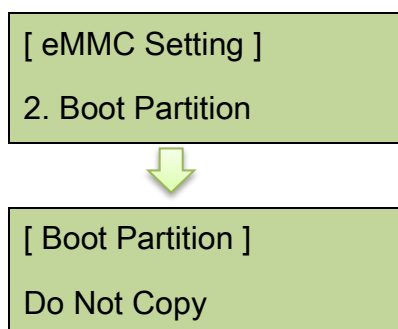 [ eMMC Setting ]
2. Boot Partition
[ Boot Partition ]
Do Not Copy